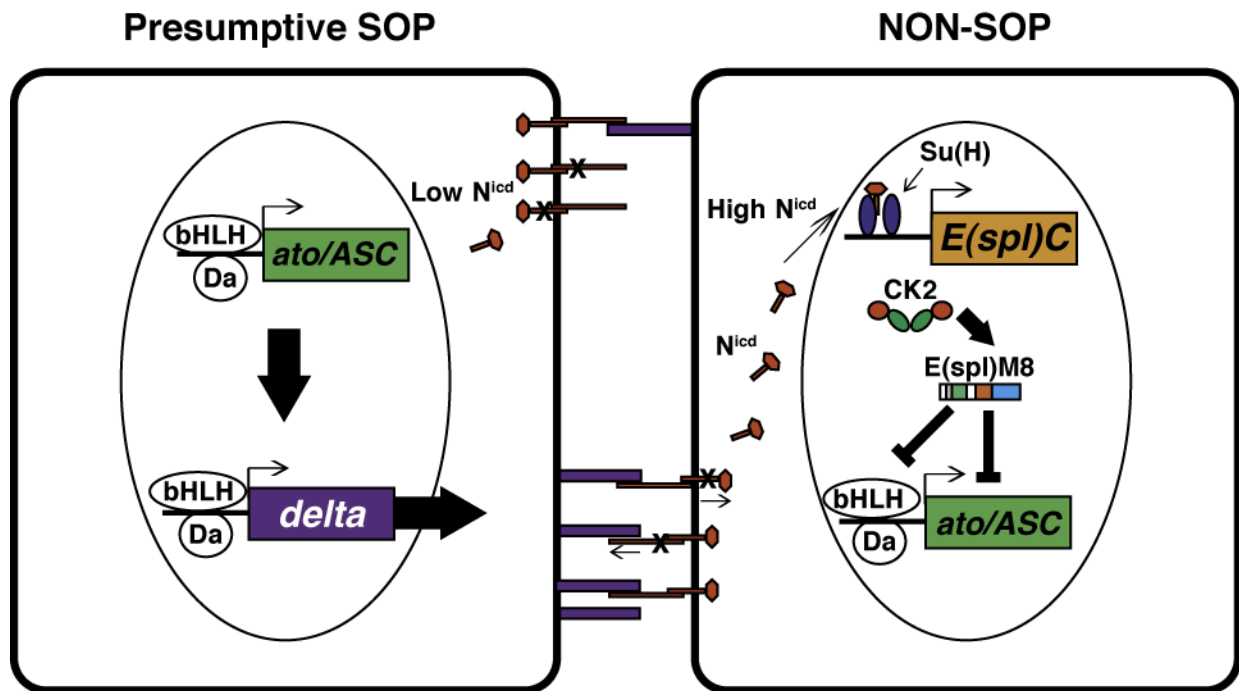 Presumptive SOP
NON-SOP
bHLH
Da
ato/ASC
bHLH
Da
delta
Low Nicd
X
X
X
X
Nicd
High Nicd
Su(H)
E(spl)C
CK2
E(spl)M8
bHLH
Da
ato/ASC